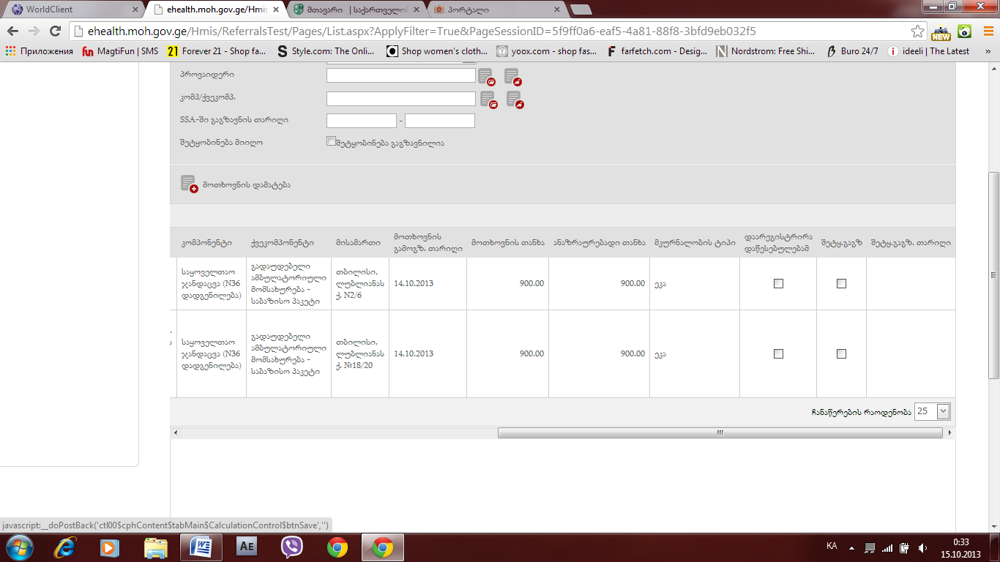 WorldClient
ehealth.moh.gov.ge/Hmis
მთავარი | საქართველო
პორტალი
ehealth.moh.gov.ge/Hmis/ReferralsTest/Pages/List.aspx?ApplyFilter=True&PageSessionID=5f9ff0a6-eaf5-4a81-88f8-3bfd9eb032f5
NEW
Приложения
MagtiFun | SMS
21 Forever 21 - Shop fa...
S Style.com: The Onli...
Shop women's cloth...
yoox.com - shop fas...
F farfetch.com - Desig...
N Nordstrom: Free Shi...
β Buro 24/7
i ideeli | The Latest
»
პროვაიდერი
კომპ/ქვეკომპ.
SSA-ში გაგზავნის თარიღი
-
შეტყობინება მიიღო
შეტყობინება გაგზავნილია
მოთხოვნის დამატება
კომპონენტი
ქვეკომპონენტი
მისამართი
მოთხოვნის
გამოგზ. თარიღი
მოთხოვნის თანხა
ანაზრაურებადი თანხა
მკურნალობის ტიპი
დაარეგისტრირა
დაწესებულებამ
შეტყ.გაგზ
შეტყ.გაგზ. თარიღი
საყოველთაო
ჯანდაცვა (N36
დადგენილება)
გადაუდებელი
ამბულატორიული
მომსახურება -
საბაზისო პაკეტი
თბილისი,
ლუბლიანას
ქ. N2/6
14.10.2013
900.00
900.00
ეკა
საყოველთაო
ჯანდაცვა (N36
დადგენილება)
გადაუდებელი
ამბულატორიული
მომსახურება -
საბაზისო პაკეტი
თბილისი,
ლუბლიანას
ქ. №18/20
14.10.2013
900.00
900.00
ეკა
ჩანაწერების რაოდენობა 25
javascript:__doPostBack('ctl00$cphContent$tabMain$CalculationControl$btnSave','')
AE
KA
0:33
15.10.2013